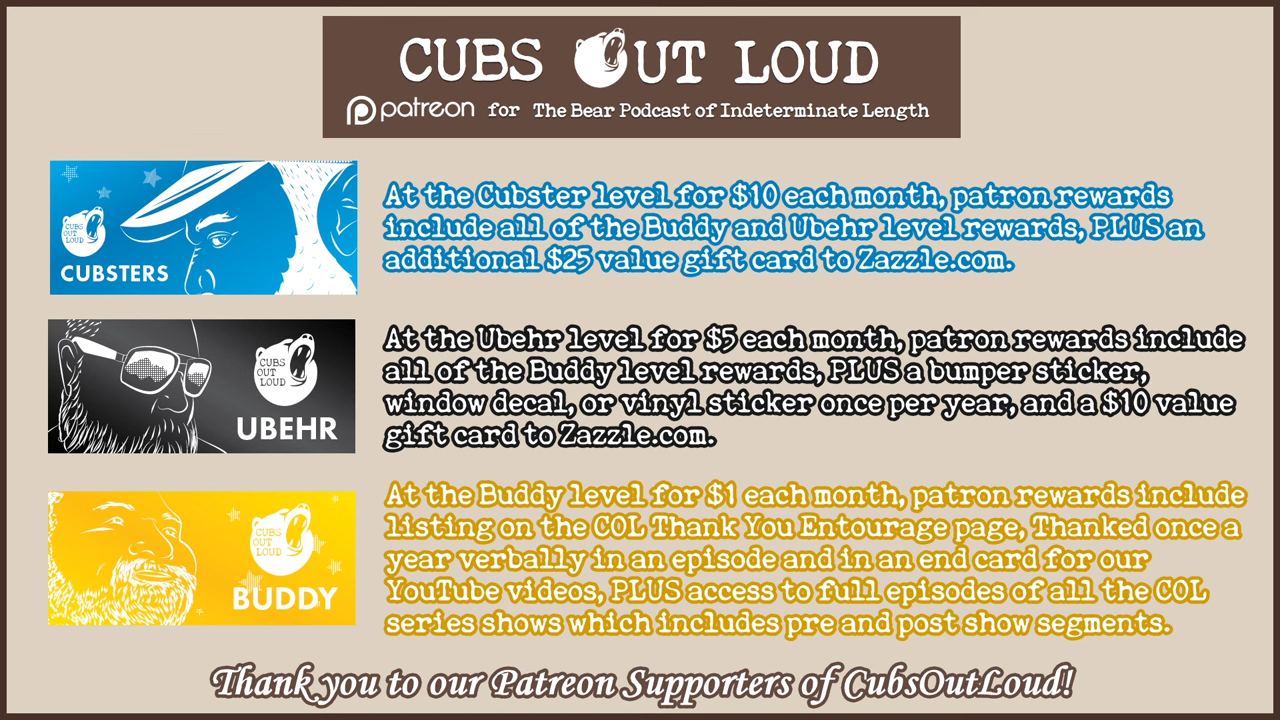 CUBS OUT LOUD
patreon for The Bear Podcast of Indeterminate Length
CUBS
OUT
LOUD
CUBSTERS
At the Cubster level for $10 each month, patron rewards
include all of the Buddy and Ubehr level rewards, PLUS an
additional $25 value gift card to Zazzle.com.
CUBS
OUT
LOUD
UBEHR
At the Ubehr level for $5 each month, patron rewards include
all of the Buddy level rewards, PLUS a bumper sticker,
window decal, or vinyl sticker once per year, and a $10 value
gift card to Zazzle.com.
CUBS
OUT
LOUD
BUDDY
At the Buddy level for $1 each month, patron rewards include
listing on the COL Thank You Entourage page, Thanked once a
year verbally in an episode and in an end card for our
YouTube videos, PLUS access to full episodes of all the COL
series shows which includes pre and post show segments.
Thank you to our Patreon Supporters of CubsOutLoud!